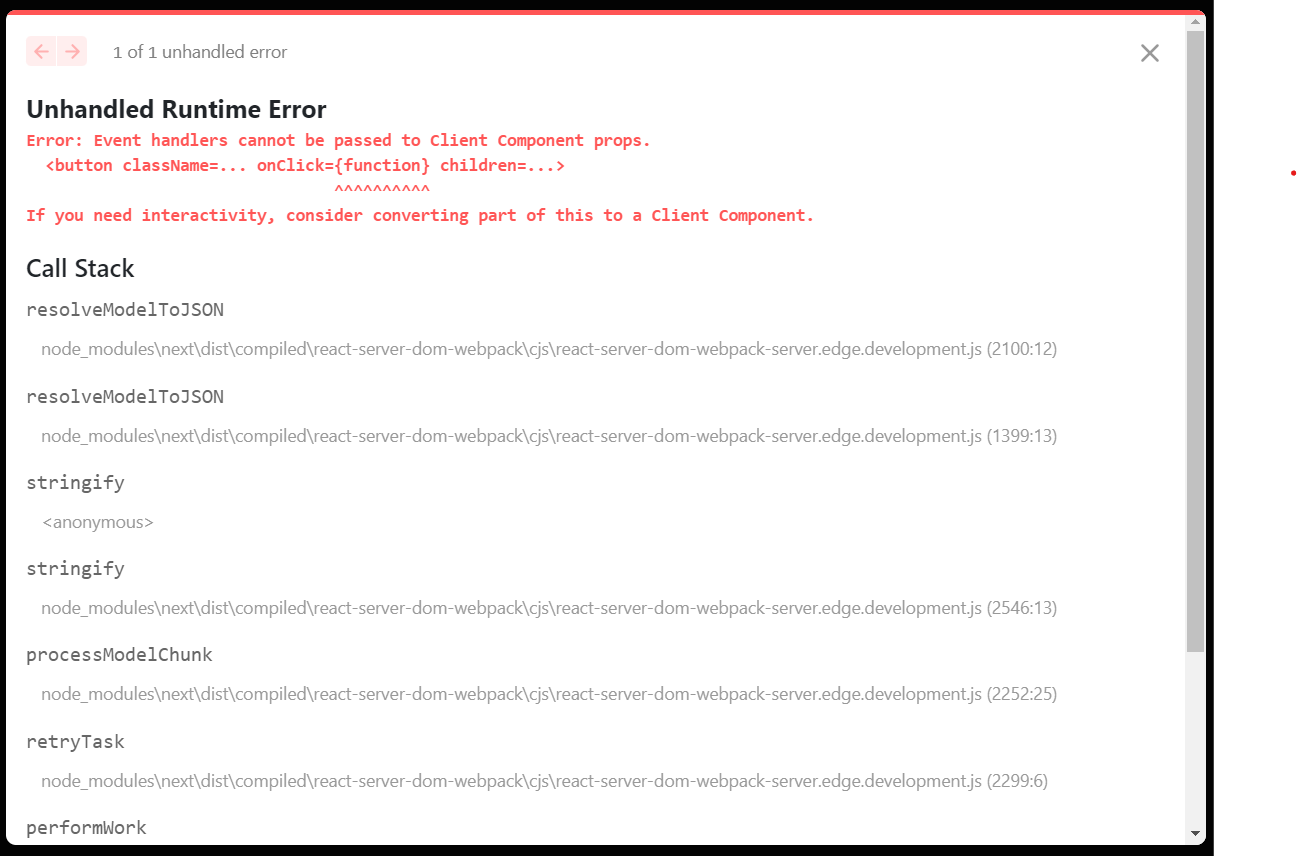 1 of 1 unhandled error
Unhandled Runtime Error
Error: Event handlers cannot be passed to Client Component props.
<button className=... onClick={function} children=...>
^^^^^^^^^^
If you need interactivity, consider converting part of this to a Client Component.
Call Stack
resolveModelToJSON
node_modules\next\dist\compiled\react-server-dom-webpack\cjs\react-server-dom-webpack-server.edge.development.js (2100:12)
resolveModelToJSON
node_modules\next\dist\compiled\react-server-dom-webpack\cjs\react-server-dom-webpack-server.edge.development.js (1399:13)
stringify
<anonymous>
stringify
node_modules\next\dist\compiled\react-server-dom-webpack\cjs\react-server-dom-webpack-server.edge.development.js (2546:13)
processModelChunk
node_modules\next\dist\compiled\react-server-dom-webpack\cjs\react-server-dom-webpack-server.edge.development.js (2252:25)
retryTask
node_modules\next\dist\compiled\react-server-dom-webpack\cjs\react-server-dom-webpack-server.edge.development.js (2299:6)
performWork